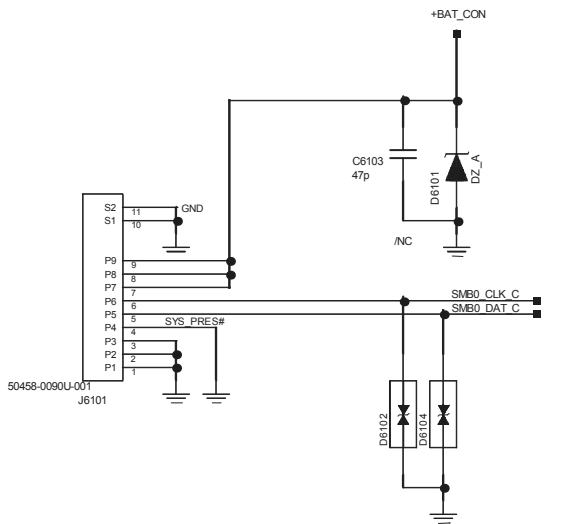 +BAT_CON
C6103
47p
D6101
DZ_A
/NC
S2
11
GND
S1
10
P9
9
P8
8
P7
7
P6
6
SMB0_CLK_C
P5
5
SMB0_DAT_C
P4
4
SYS_PRES#
P3
3
P2
2
P1
1
50458-0090U-001
J6101
D6102
D6104